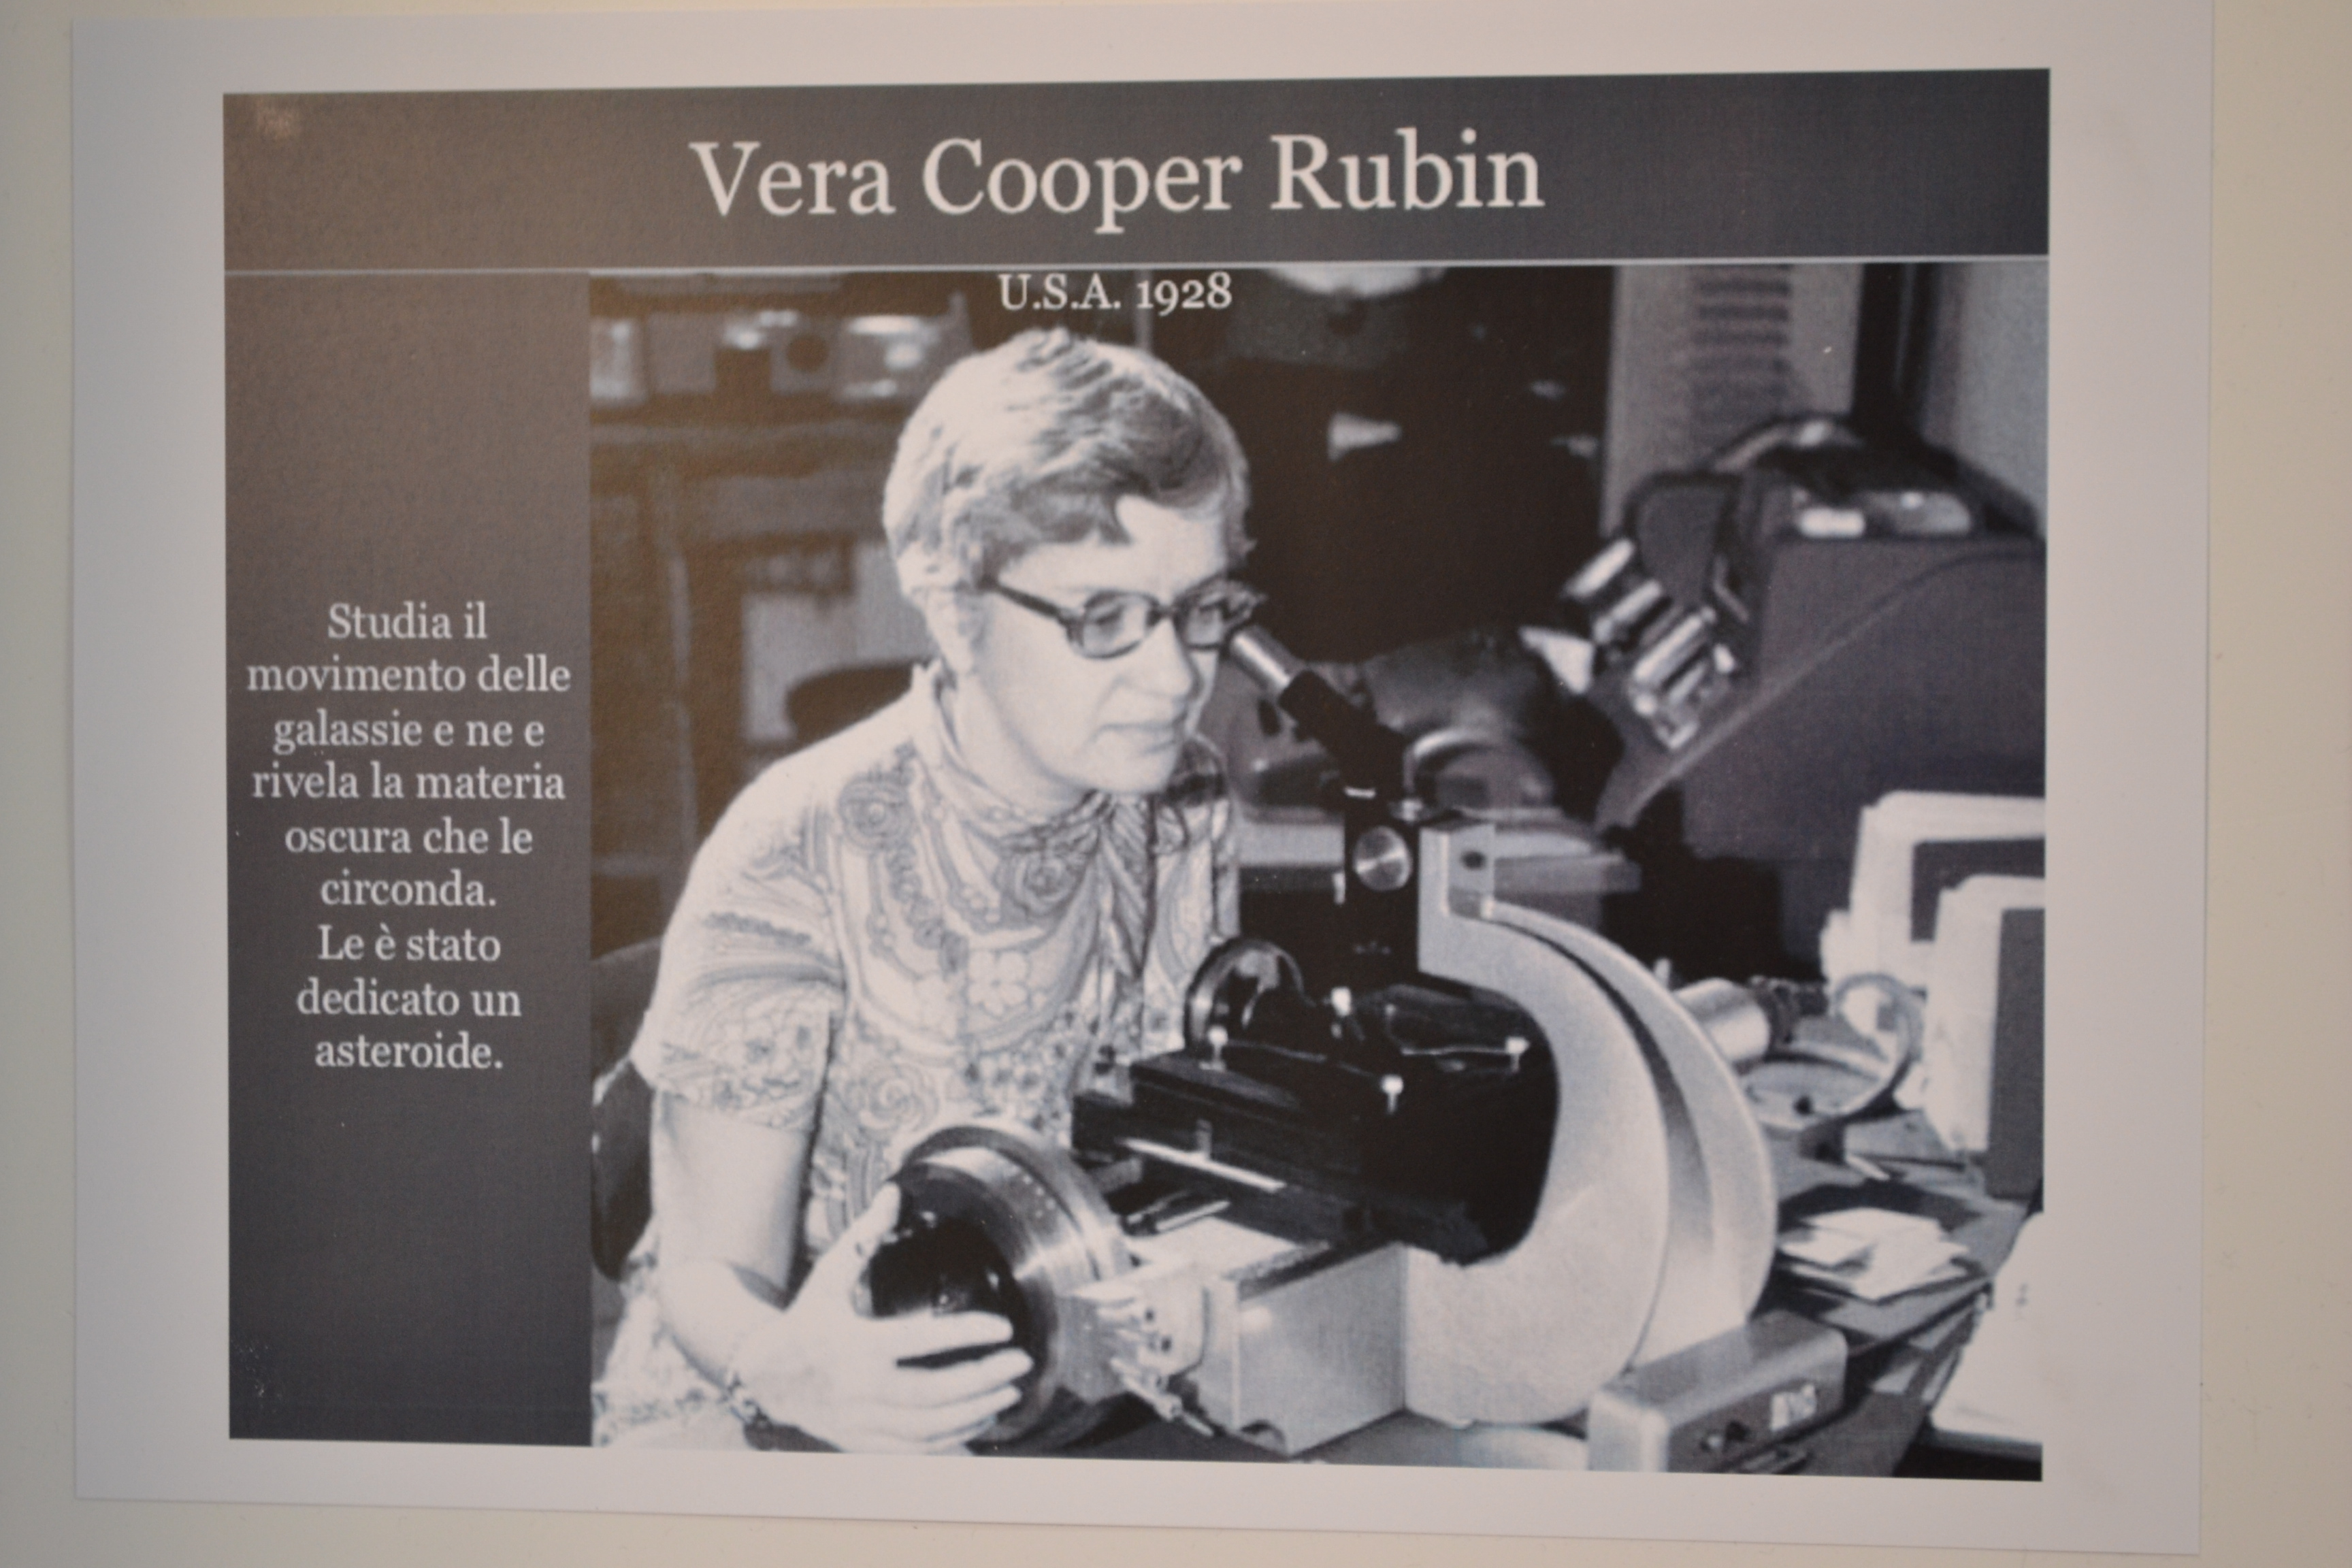 Vera Cooper Rubin
U.S.A. 1928
Studia il
movimento delle
galassie e ne e
rivela la materia
oscura che le
circonda.
Le è stato
dedicato un
asteroide.